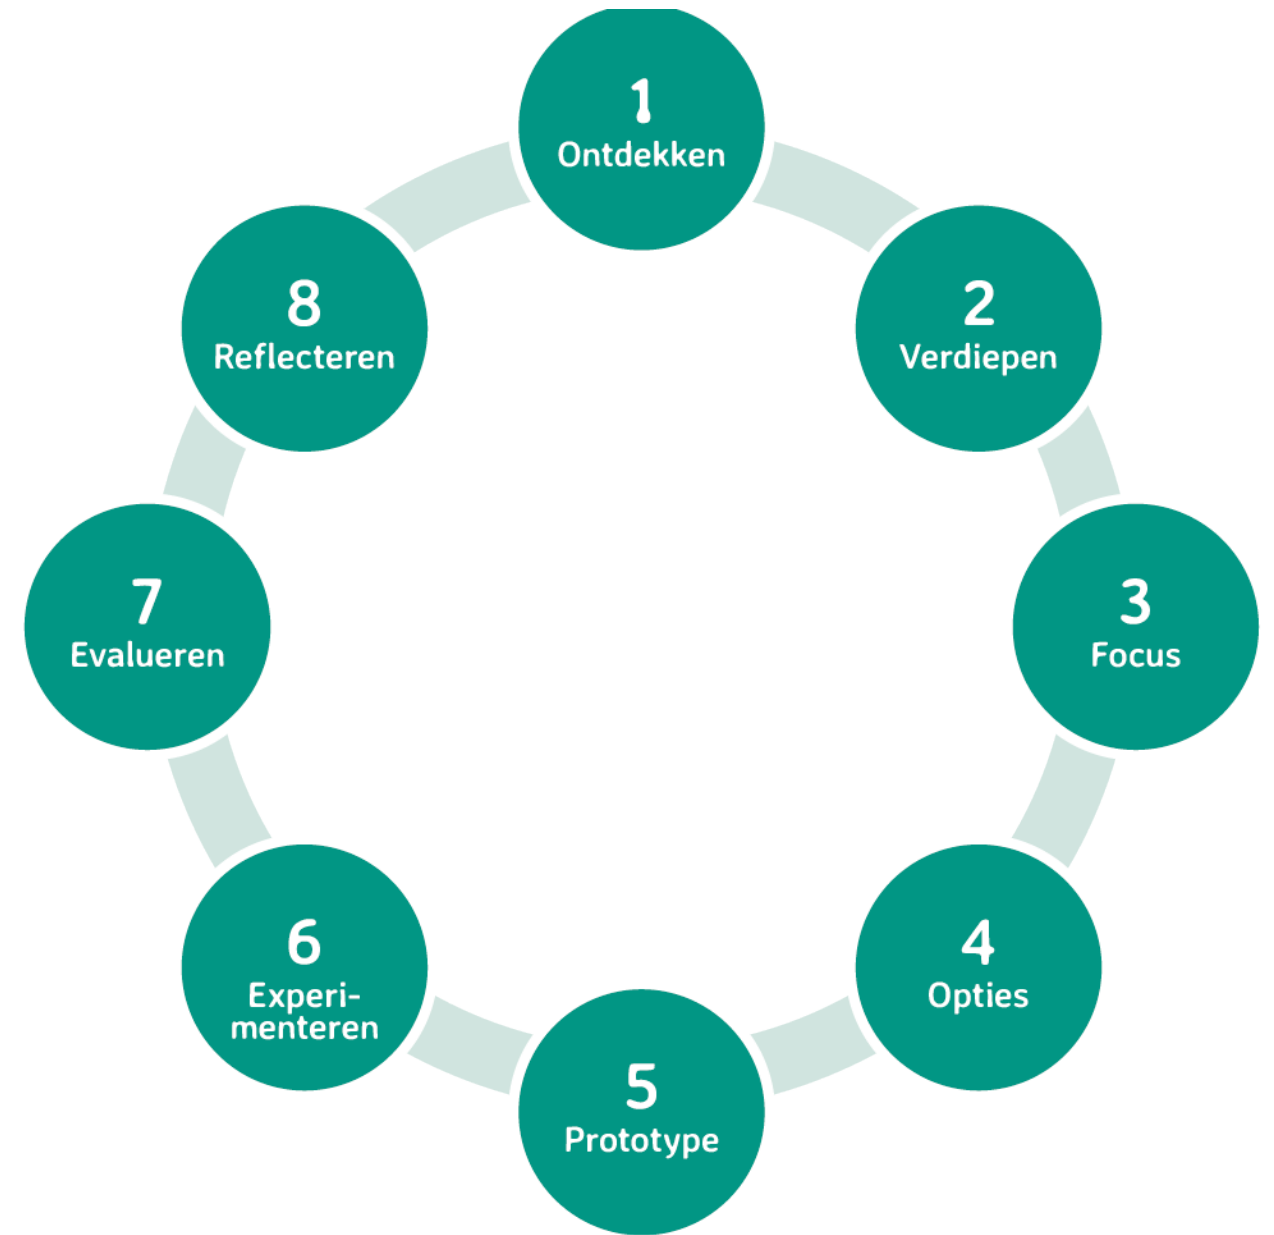 1
Ontdekken
2
Verdiepen
3
Focus
4
Opties
5
Prototype
6
Experi-
menteren
7
Evalueren
8
Reflecteren